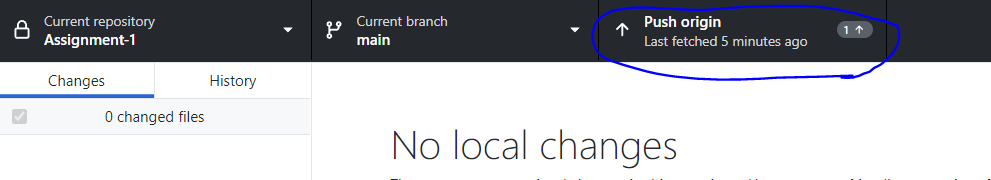 Current repository
Assignment-1
Current branch
main
Push origin
Last fetched 5 minutes ago
1
Changes
History
0 changed files
No local changes